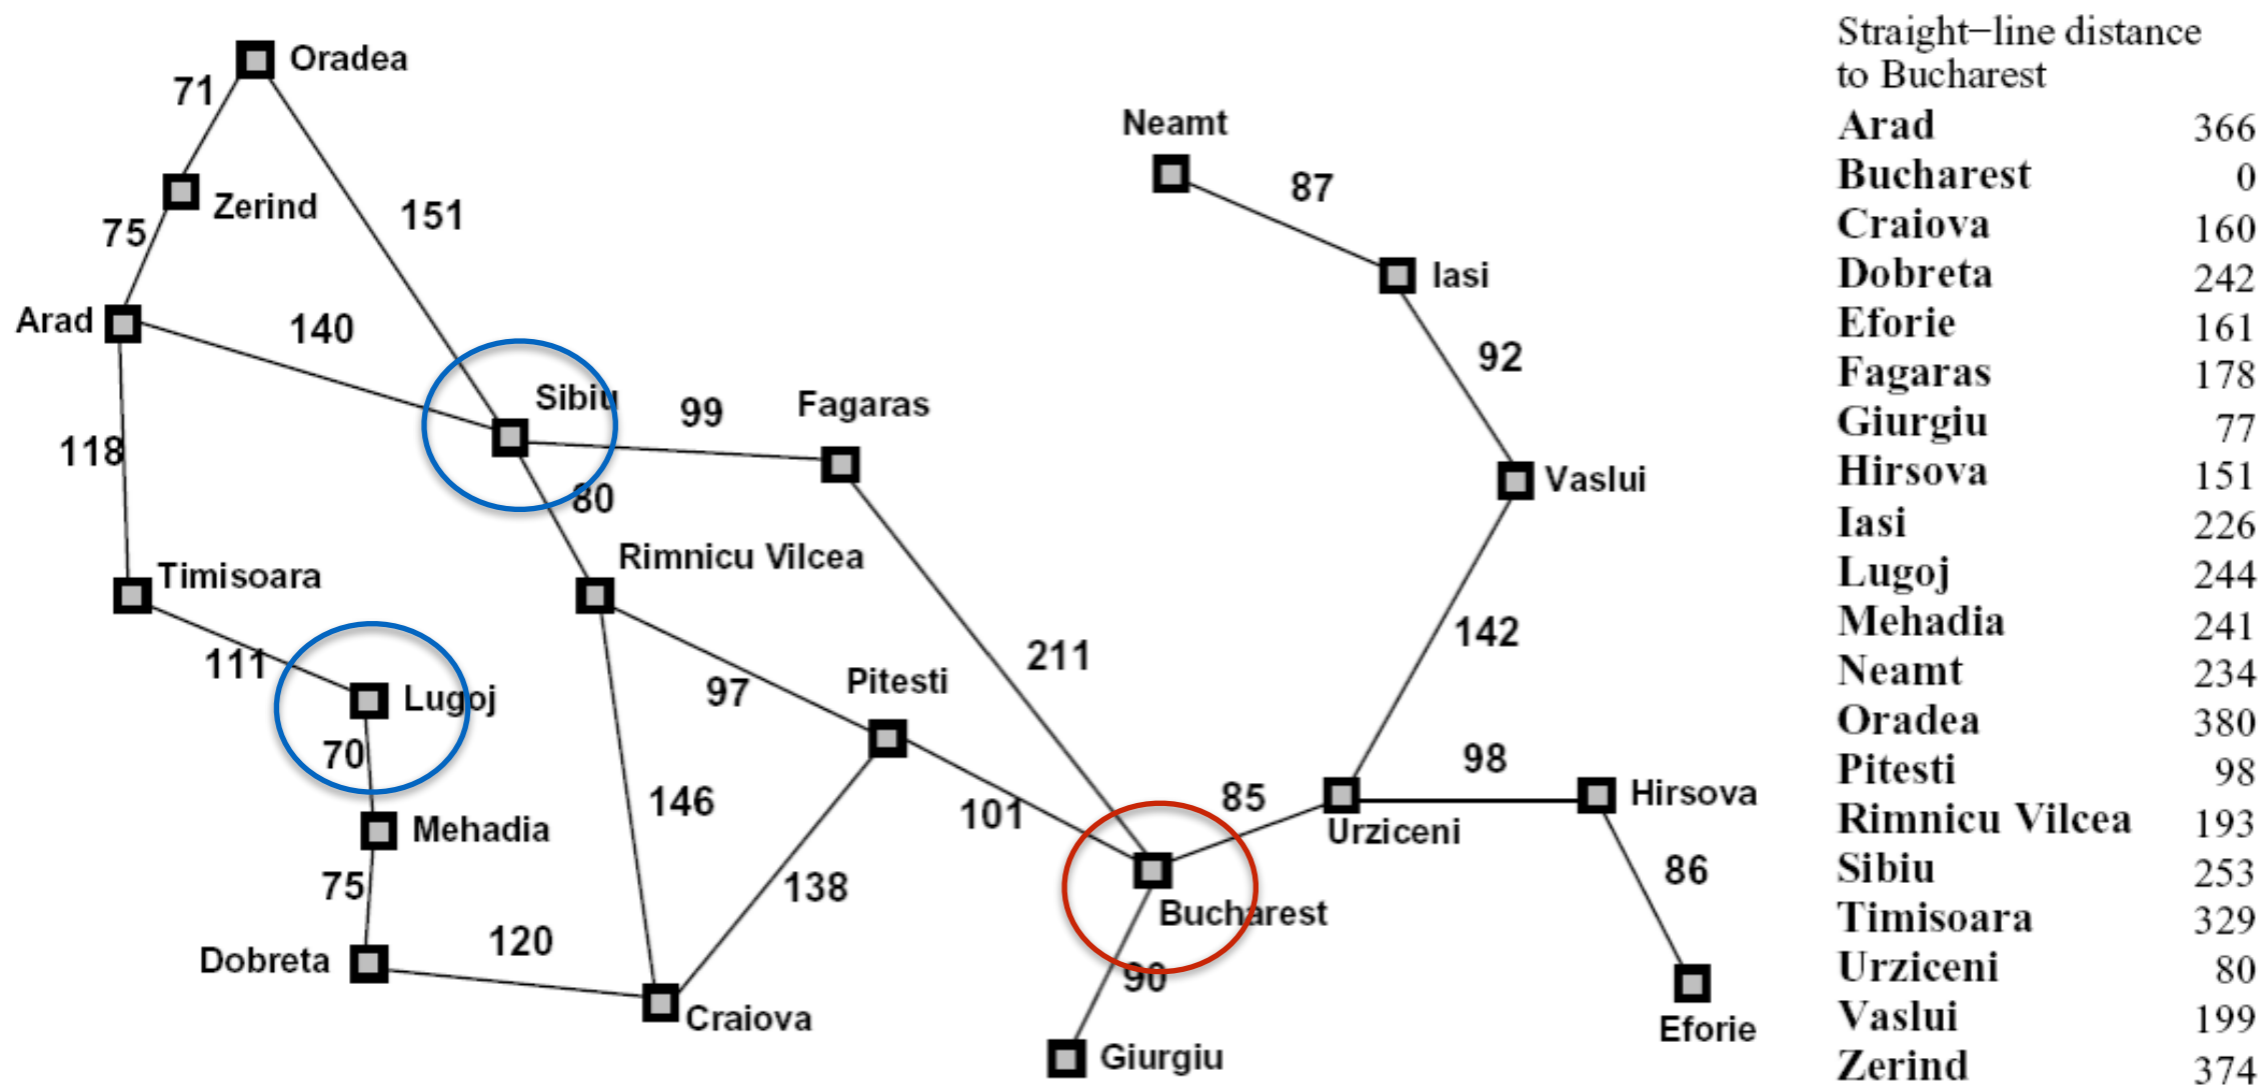 Straight−line distance
to Bucharest
Arad 366
Bucharest 0
Craiova 160
Dobreta 242
Eforie 161
Fagaras 178
Giurgiu 77
Hirsova 151
Iasi 226
Lugoj 244
Mehadia 241
Neamt 234
Oradea 380
Pitesti 98
Rimnicu Vilcea 193
Sibiu 253
Timisoara 329
Urziceni 80
Vaslui 199
Zerind 374
Oradea
71
Neamt
87
Zerind
151
75
Iasi
Arad
140
92
Sibiu
99
Fagaras
118
Vaslui
80
Rimnicu Vilcea
Timisoara
142
111
211
Lugoj
97
Pitesti
70
98
Hirsova
146
101
85
Urziceni
Mehadia
86
75
138
Bucharest
120
Dobreta
90
Craiova
Eforie
Giurgiu